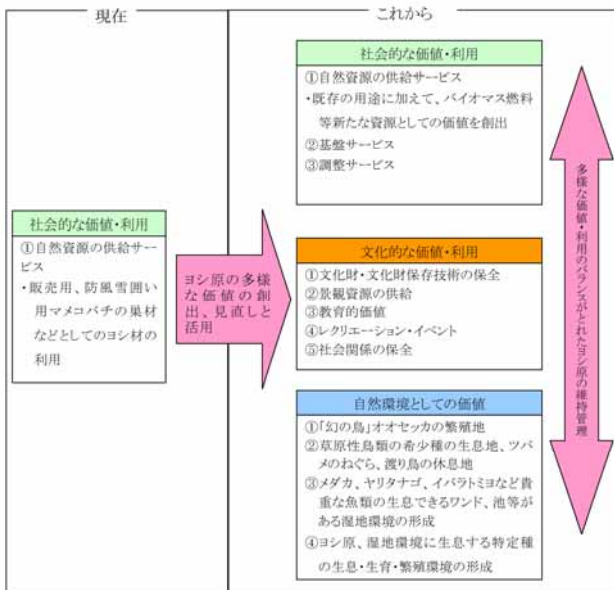 現在
これから
社会的な価値・利用
①自然資源の供給サー
ビス
・販売用、防風雪囲い
用マメコバチの巣材
などとしてのヨシ材の
利用
ヨシ原の多様
な価値の創
出、見直しと
活用
社会的な価値・利用
①自然資源の供給サービス
・既存の用途に加えて、バイオマス燃料
等新たな資源としての価値を創出
②基盤サービス
③調整サービス
文化的な価値・利用
①文化財・文化財保存技術の保全
②景観資源の供給
③教育的価値
④レクリエーション・イベント
⑤社会関係の保全
自然環境としての価値
①「幻の鳥」オオセッカの繁殖地
②草原性鳥類の希少種の生息地、ツバ
メのねぐら、渡り鳥の休息地
③メダカ、ヤリタナゴ、イバラトミヨなど貴
重な魚類の生息できるワンド、池等が
ある湿地環境の形成
④ヨシ原、湿地環境に生息する特定種
の生息・生育・繁殖環境の形成
多様な価値・利用のバランスがとれたヨシ原の維持管理